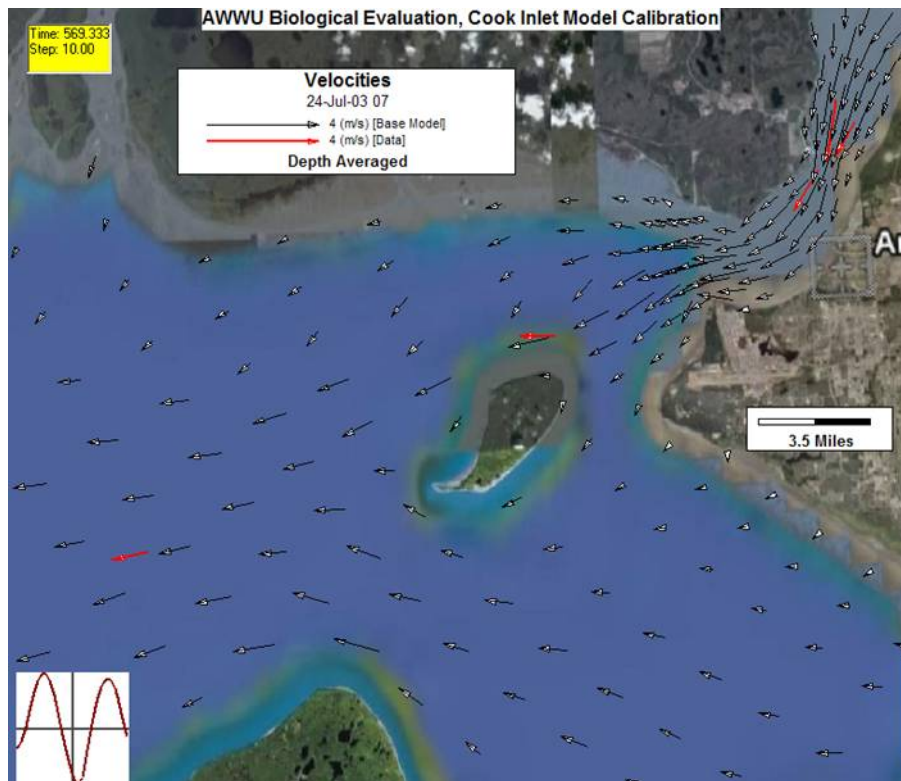 AWWU Biological Evaluation, Cook Inlet Model Calibration
Time: 569.333
Step: 10.00
Velocities
24-Jul-03 07
4 (m/s) [Base Model]
4 (m/s) [Data]
Depth Averaged
An
3.5 Miles